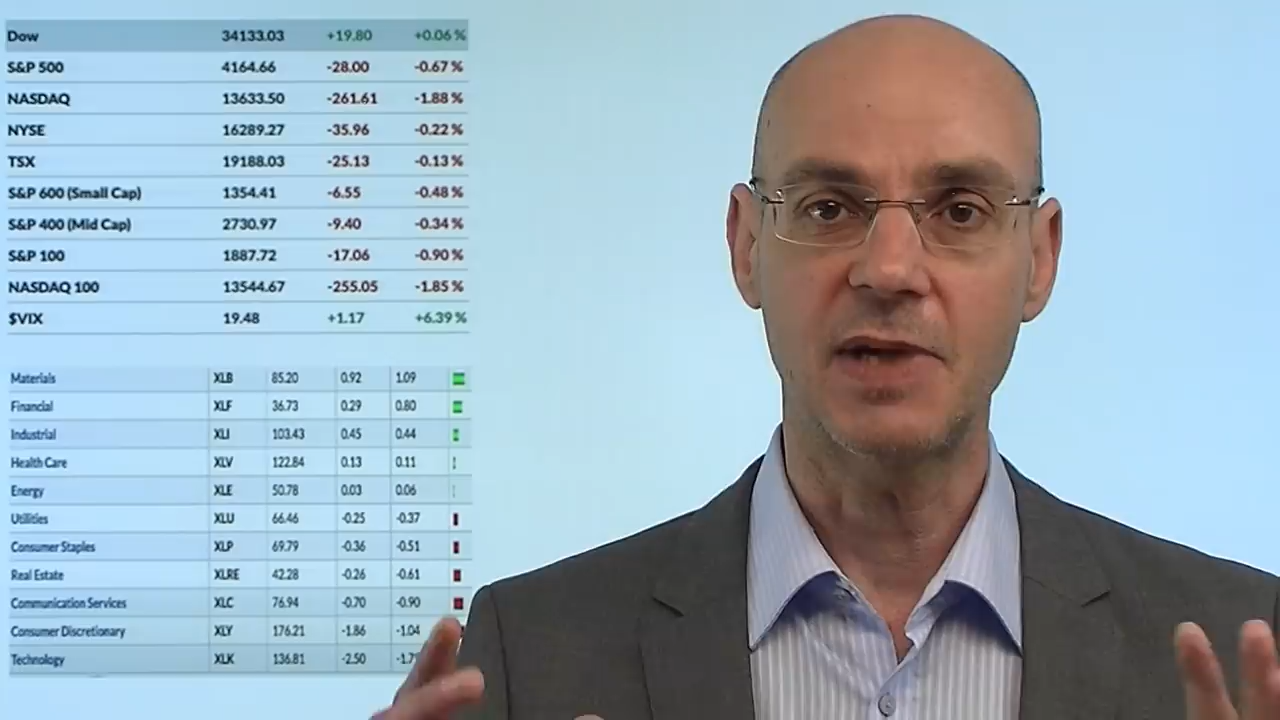 Dow 34133.03 +19.80 +0.06 %
S&P 500 4164.66 -28.00 -0.67 %
NASDAQ 13633.50 -261.61 -1.88 %
NYSE 16289.27 -35.96 -0.22 %
TSX 19188.03 -25.13 -0.13 %
S&P 600 (Small Cap) 1354.41 -6.55 -0.48 %
S&P 400 (Mid Cap) 2730.97 -9.40 -0.34 %
S&P 100 1887.72 -17.06 -0.90 %
NASDAQ 100 13544.67 -255.05 -1.85 %
$VIX 19.48 +1.17 +6.39 %
Materials XLB 85.20 0.92 1.09
Financial XLF 36.73 0.29 0.80
Industrial XLI 103.43 0.45 0.44
Health Care XLV 122.84 0.13 0.11
Energy XLE 50.78 0.03 0.06
Utilities XLU 66.46 -0.25 -0.37
Consumer Staples XLP 69.79 -0.36 -0.51
Real Estate XLRE 42.28 -0.26 -0.61
Communication Services XLC 76.94 -0.70 -0.90
Consumer Discretionary XLY 176.21 -1.86 -1.04
Technology XLK 136.81 -2.50